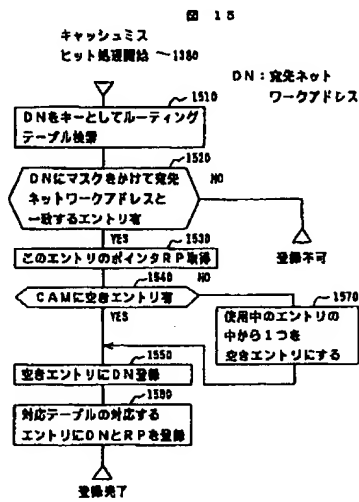 図 15
キャッシュミス
ヒット処理開始 ~1380
DN:宛先ネット
ワークアドレス
1510
DNをキーとしてルーティング
テーブル検索
1520
DNにマスクをかけて宛先
ネットワークアドレスと
一致するエントリ有
NO
YES
登録不可
1530
このエントリのポインタRP取得
1540
NO
CAMに空きエントリ有
YES
1570
使用中のエントリの
中から1つを
空きエントリにする
1550
空きエントリにDN登録
1560
対応テーブルの対応する
エントリにDNとRPを登録
登録完了